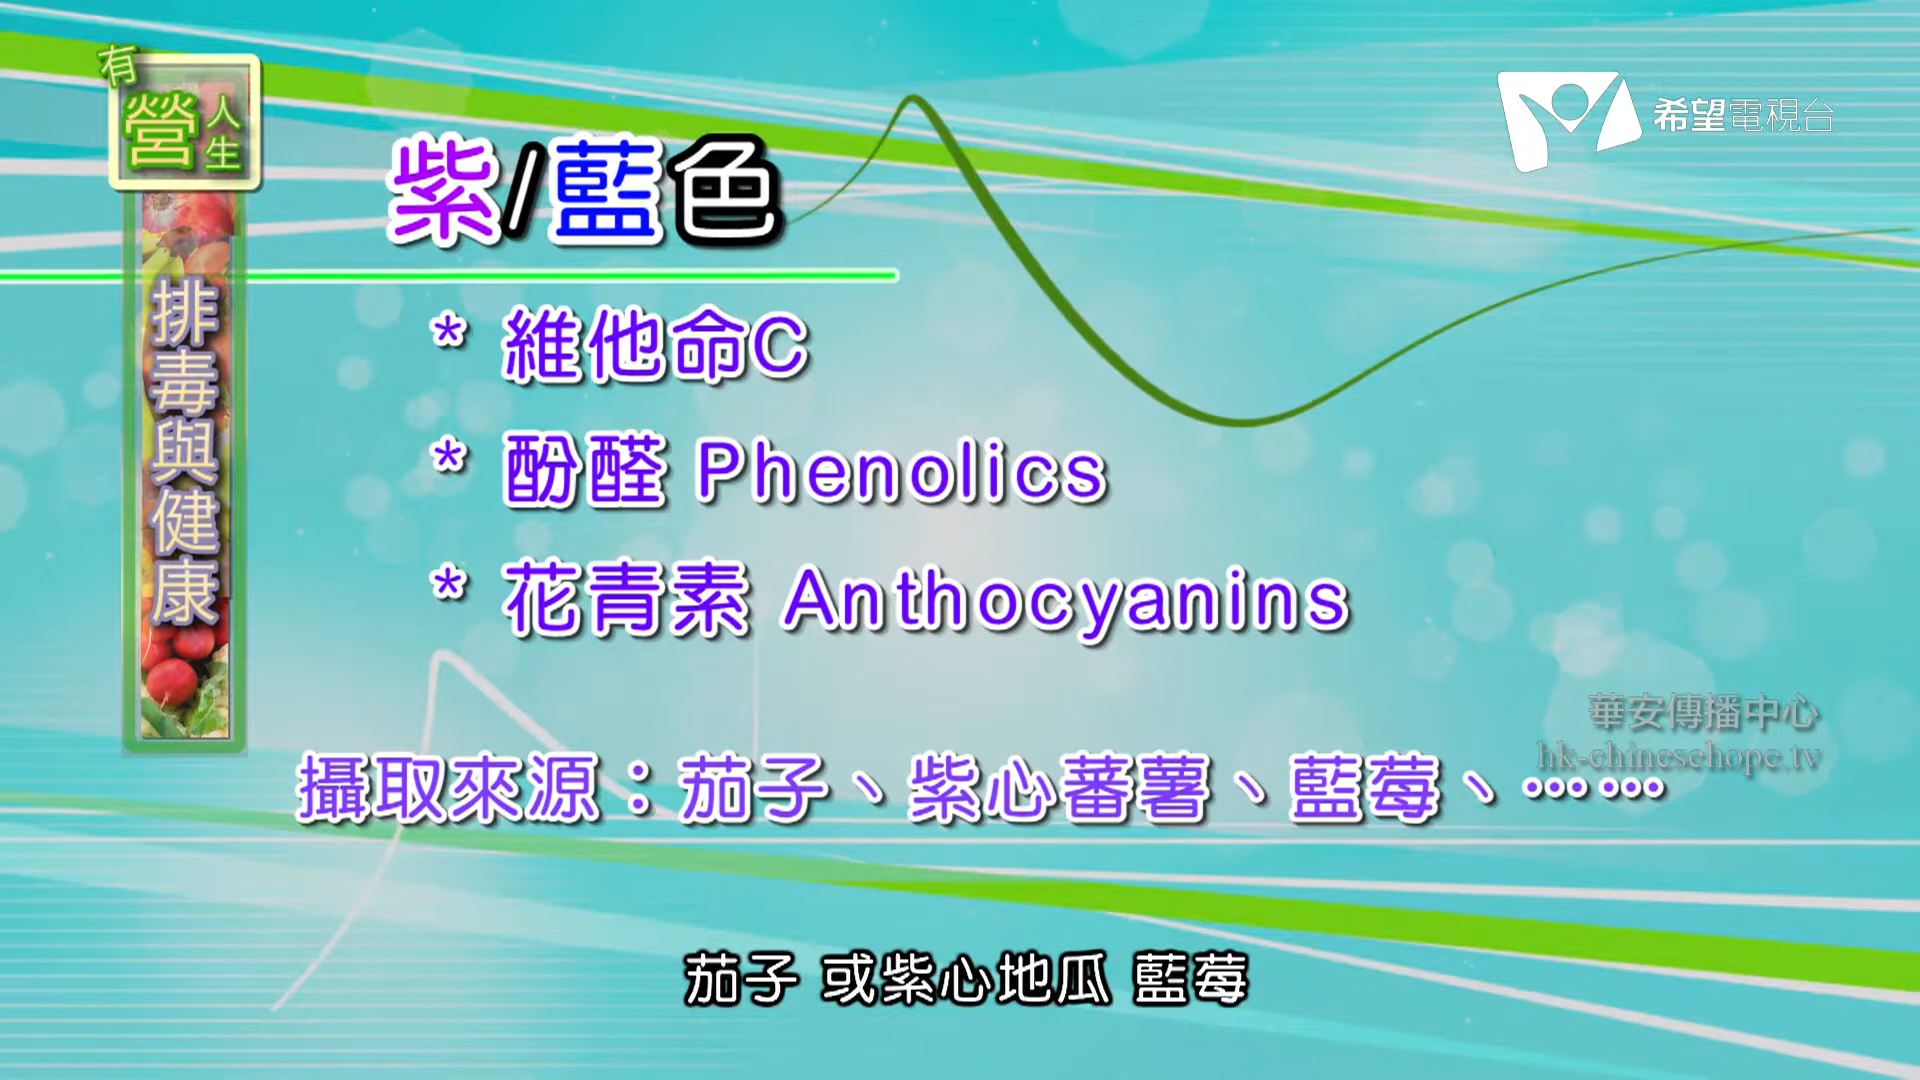 有營人生
希望電視台
紫/藍色
排毒與健康
* 維他命C
* 酚醛 Phenolics
* 花青素 Anthocyanins
華安傳播中心
hk-chinesehope.tv
攝取來源：茄子、紫心蕃薯、藍莓、……
茄子 或紫心地瓜 藍莓